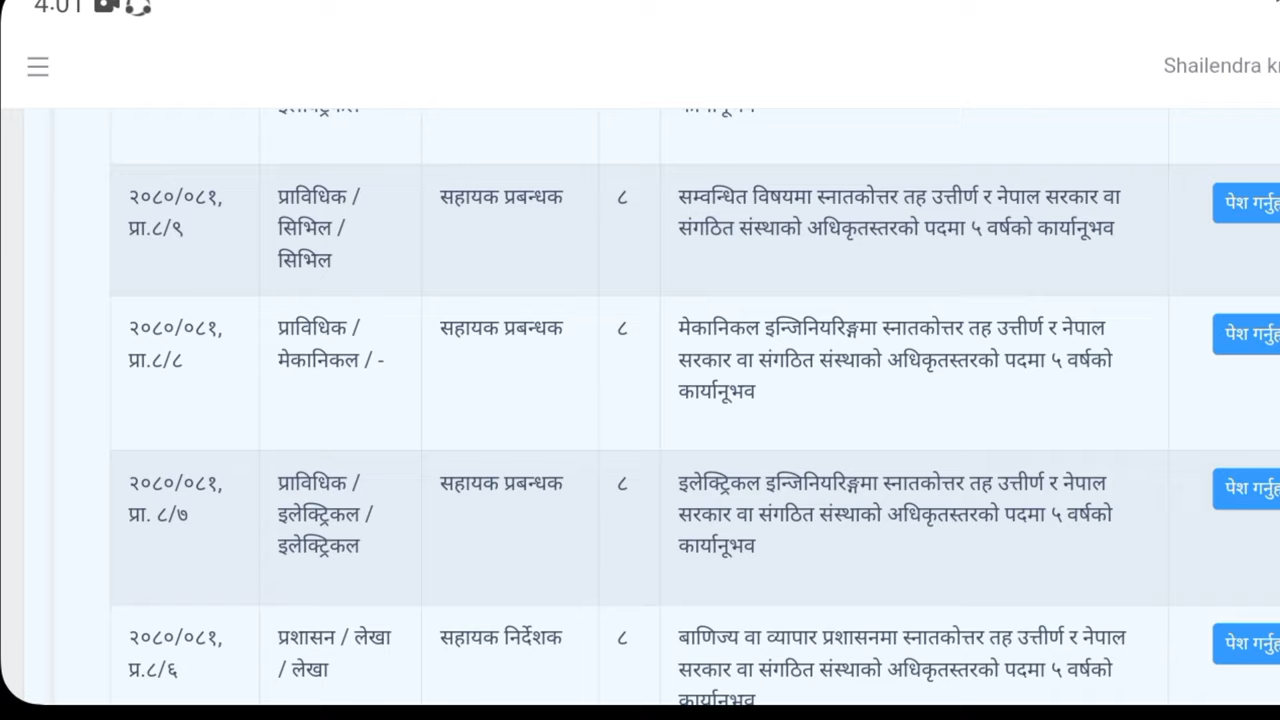 4:01
Shailendra k
२०८०/०८१,
प्रा.८/९
प्राविधिक /
सिभिल /
सिभिल
सहायक प्रबन्धक
८
सम्वन्धित विषयमा स्नातकोत्तर तह उत्तीर्ण र नेपाल सरकार वा
संगठित संस्थाको अधिकृतस्तरको पदमा ५ वर्षको कार्यानूभव
पेश गर्नु
२०८०/०८१,
प्रा.८/८
प्राविधिक /
मेकानिकल / -
सहायक प्रबन्धक
८
मेकानिकल इन्जिनियरिङ्गमा स्नातकोत्तर तह उत्तीर्ण र नेपाल
सरकार वा संगठित संस्थाको अधिकृतस्तरको पदमा ५ वर्षको
कार्यानूभव
पेश गर्नु
२०८०/०८१,
प्रा. ८/७
प्राविधिक /
इलेक्ट्रिकल /
इलेक्ट्रिकल
सहायक प्रबन्धक
८
इलेक्ट्रिकल इन्जिनियरिङ्गमा स्नातकोत्तर तह उत्तीर्ण र नेपाल
सरकार वा संगठित संस्थाको अधिकृतस्तरको पदमा ५ वर्षको
कार्यानूभव
पेश गर्नु
२०८०/०८१,
प्र.८/६
प्रशासन / लेखा
/ लेखा
सहायक निर्देशक
८
बाणिज्य वा व्यापार प्रशासनमा स्नातकोत्तर तह उत्तीर्ण र नेपाल
सरकार वा संगठित संस्थाको अधिकृतस्तरको पदमा ५ वर्षको
कार्यानूभव
पेश गर्नु